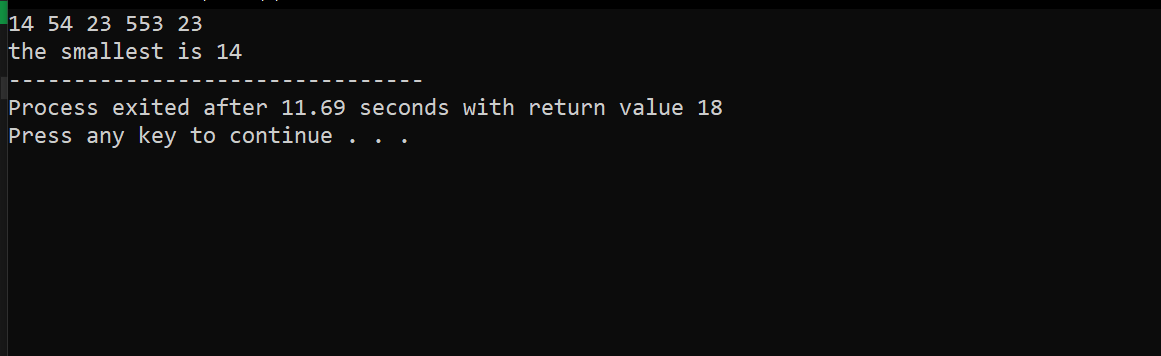 14 54 23 553 23
the smallest is 14
--------------------------------
Process exited after 11.69 seconds with return value 18
Press any key to continue . . .